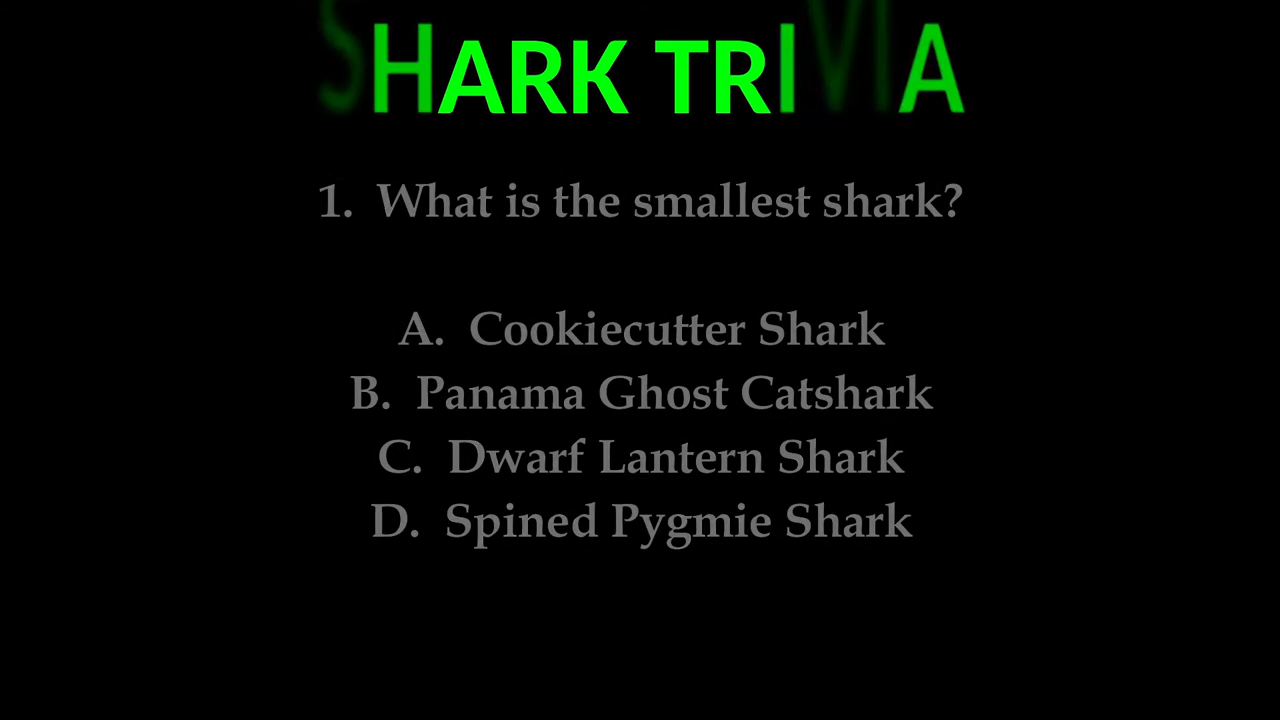 SHARK TRIVIA
1. What is the smallest shark?
A. Cookiecutter Shark
B. Panama Ghost Catshark
C. Dwarf Lantern Shark
D. Spined Pygmie Shark